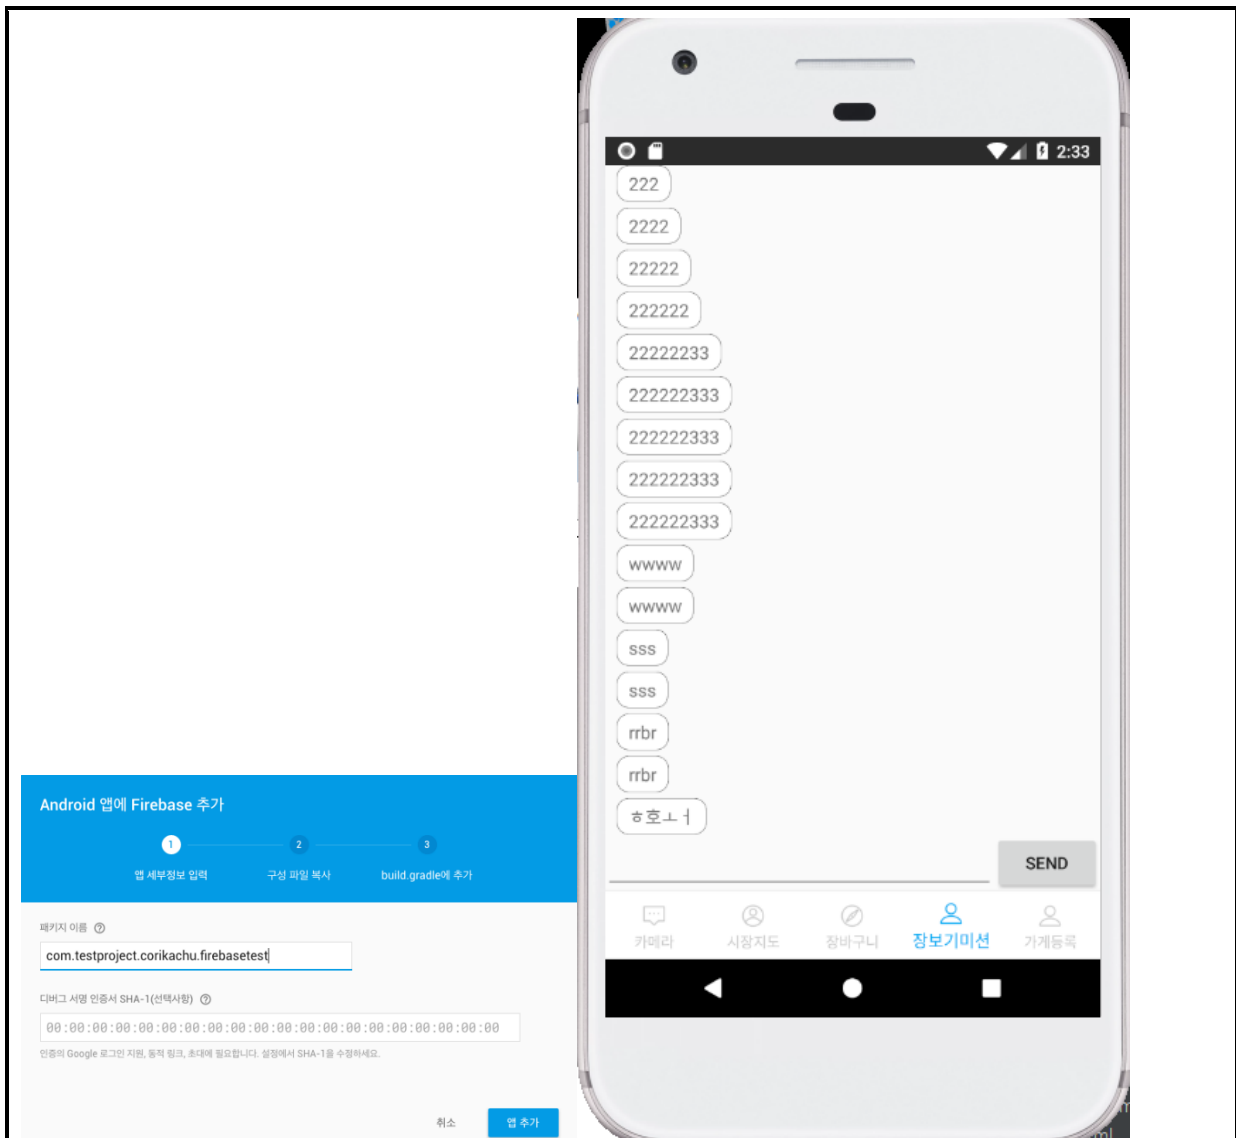 Android 앱에 Firebase 추가
1 2 3
앱 세부정보 입력 구성 파일 복사 build.gradle에 추가
패키지 이름 ?
com.testproject.corikachu.firebasetest
디버그 서명 인증서 SHA-1(선택사항) ?
00:00:00:00:00:00:00:00:00:00:00:00:00:00:00:00:00:00:00:00
인증의 Google 로그인 지원, 동적 링크, 초대에 필요합니다. 설정에서 SHA-1을 수정하세요.
취소 앱 추가
2:33
222
2222
22222
222222
22222233
222222333
222222333
222222333
222222333
wwww
wwww
sss
sss
rrbr
rrbr
ㅎ호ㅗㅓ
SEND
카메라 시장지도 장바구니 장보기미션 가게등록